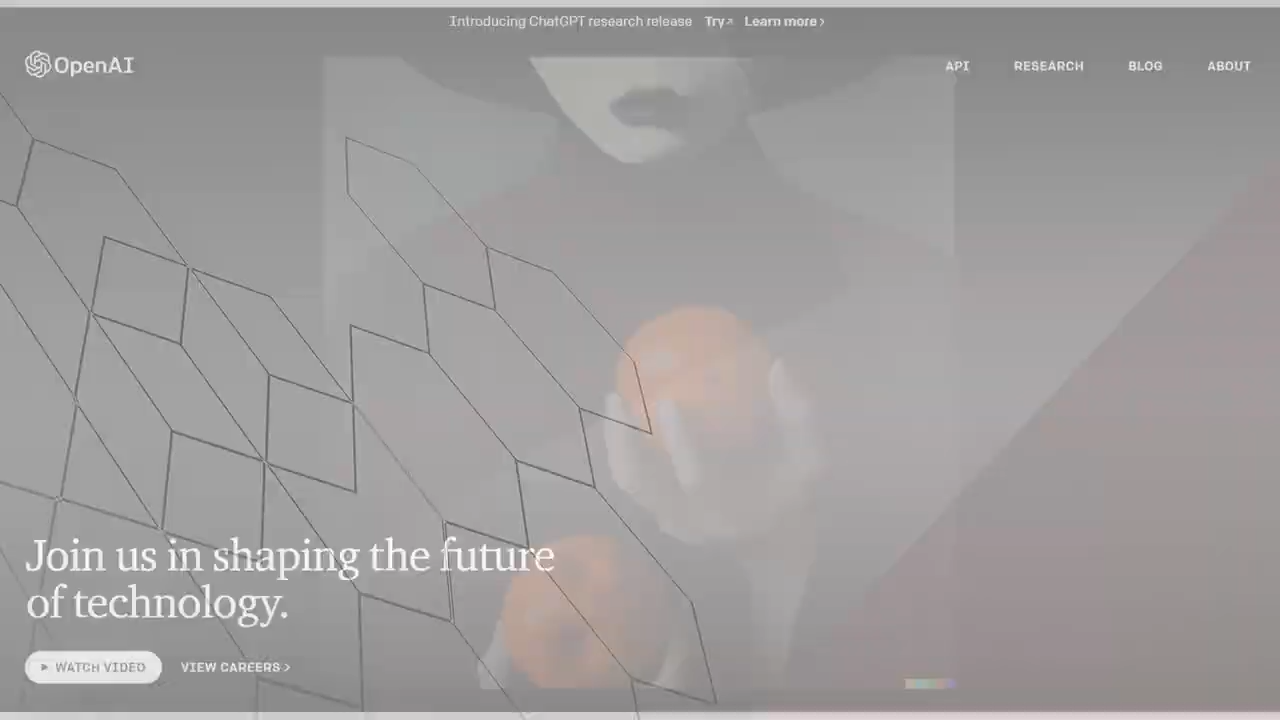 Introducing ChatGPT research release Try↗ Learn more ›
OpenAI
API RESEARCH BLOG ABOUT
Join us in shaping the future
of technology.
WATCH VIDEO VIEW CAREERS ›